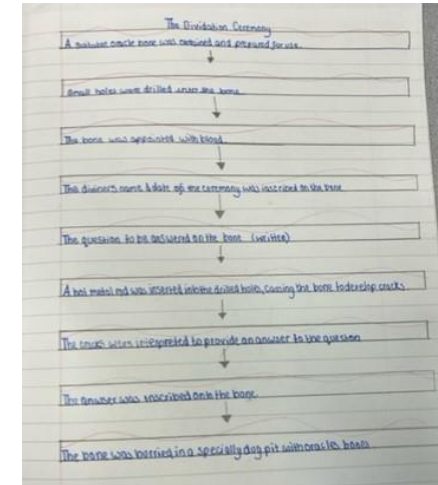 The Dividation Ceremony
A suitable oracle bone was obtained and prepared for use
Small holes were drilled into the bone
The bone was appointed with blood
The diviners name & date of the ceremony was inscribed on the bone
The question to be answered on the bone (written)
A hot metal rod was inserted into the drilled holes, causing the bone to develop cracks
The cracks were interpreted to provide an answer to the question
The answer was inscribed onto the bone
The bone was burried in a specially dug pit with oracles bones